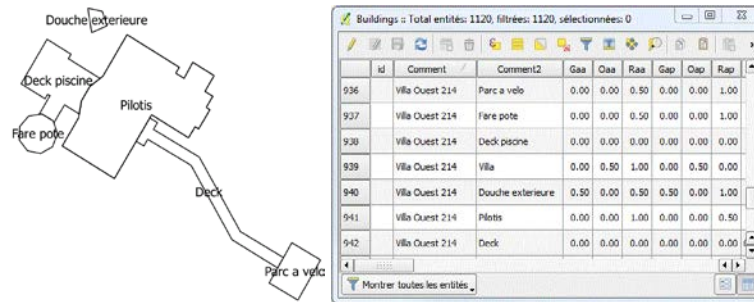 Douche exterieure
Deck piscine
Pilotis
Fare pote
Deck
Parc a velo
Buildings :: Total entités: 1120, filtrées: 1120, sélectionnées: 0
id Comment Comment2 Gaa Oaa Raa Gap Oap Rap
936 Villa Ouest 214 Parc a velo 0.00 0.00 0.50 0.00 0.00 1.00
937 Villa Ouest 214 Fare pote 0.00 0.00 0.50 0.00 0.00 1.00
938 Villa Ouest 214 Deck piscine 0.00 0.00 0.00 0.00 0.00 0.00
939 Villa Ouest 214 Villa 0.00 0.50 1.00 0.00 0.50 0.00
940 Villa Ouest 214 Douche exterieure 0.50 0.00 0.50 0.50 0.00 1.00
941 Villa Ouest 214 Pilotis 0.00 0.00 1.00 0.00 0.00 0.50
942 Villa Ouest 214 Deck 0.00 0.00 0.00 0.00 0.00 0.00
Montrer toutes les entités